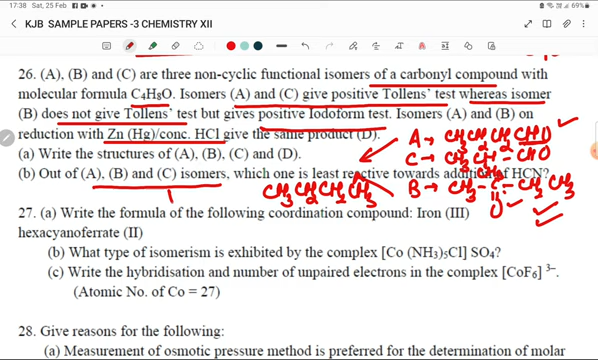 17:38 Sat, 25 Feb
69%
KJB SAMPLE PAPERS -3 CHEMISTRY XII
26. (A), (B) and (C) are three non-cyclic functional isomers of a carbonyl compound with
molecular formula C₄H₈O. Isomers (A) and (C) give positive Tollens' test whereas isomer
(B) does not give Tollens' test but gives positive Iodoform test. Isomers (A) and (B) on
reduction with Zn (Hg)/conc. HCl give the same product (D).
A→ CH₃CH₂CH₂CHO
(a) Write the structures of (A), (B), (C) and (D).
C→ CH₃CH–CHO
CH₃
(b) Out of (A), (B) and (C) isomers, which one is least reactive towards addition of HCN?
CH₃CH₂CH₂CH₃
B→ CH₃–C–CH₂CH₃
O
27. (a) Write the formula of the following coordination compound: Iron (III)
hexacyanoferrate (II)
(b) What type of isomerism is exhibited by the complex [Co (NH₃)₅Cl] SO₄?
(c) Write the hybridisation and number of unpaired electrons in the complex [CoF₆]³⁻.
(Atomic No. of Co = 27)
28. Give reasons for the following:
(a) Measurement of osmotic pressure method is preferred for the determination of molar